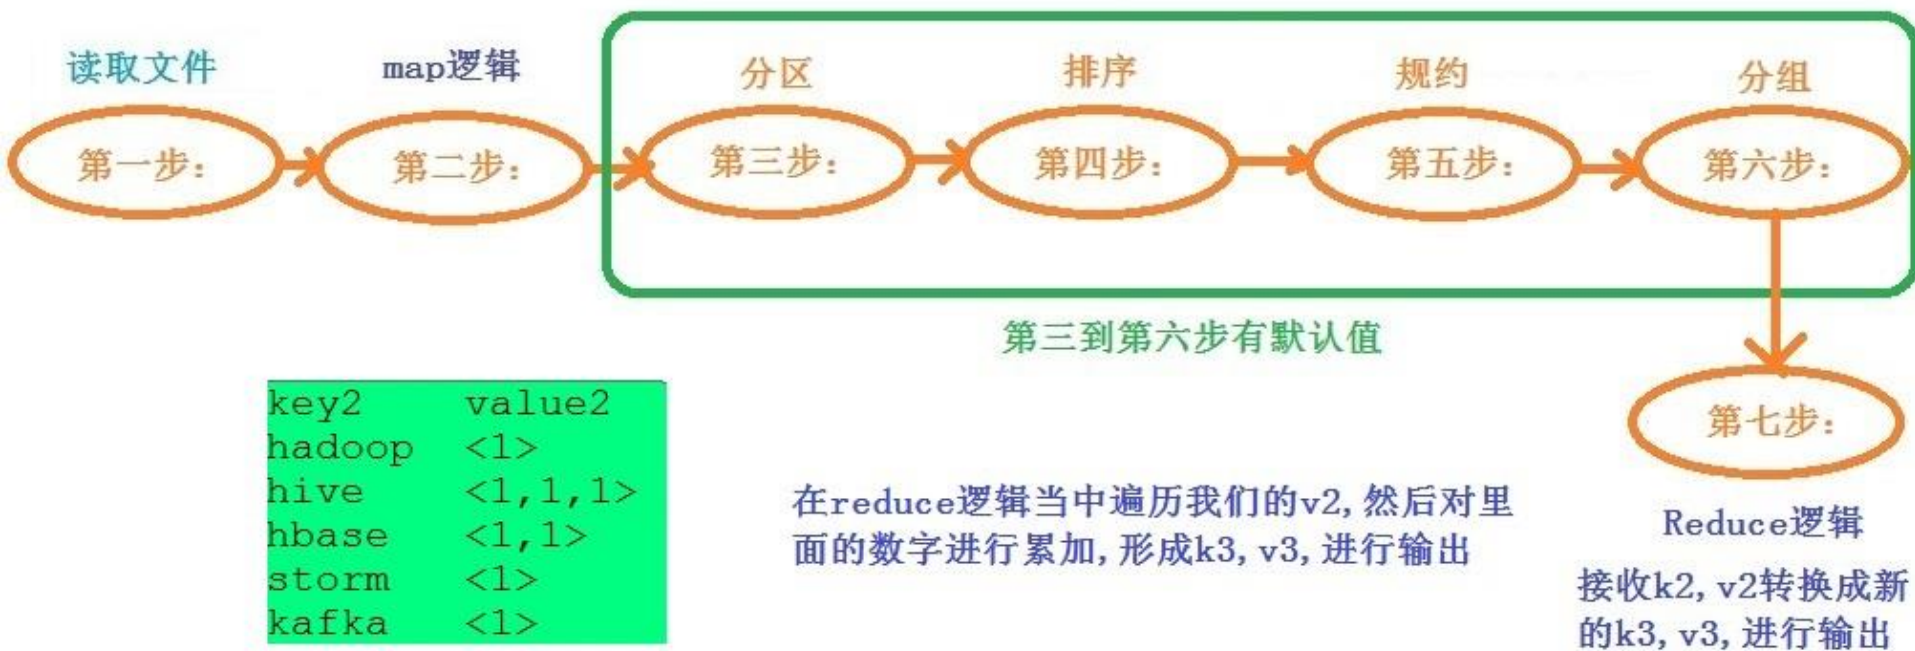 读取文件
map逻辑
分区
排序
规约
分组
第一步：
第二步：
第三步：
第四步：
第五步：
第六步：
第三到第六步有默认值
key2 value2
hadoop <1>
hive <1,1,1>
hbase <1,1>
storm <1>
kafka <1>
在reduce逻辑当中遍历我们的v2,然后对里
面的数字进行累加,形成k3,v3,进行输出
第七步：
Reduce逻辑
接收k2,v2转换成新
的k3,v3,进行输出